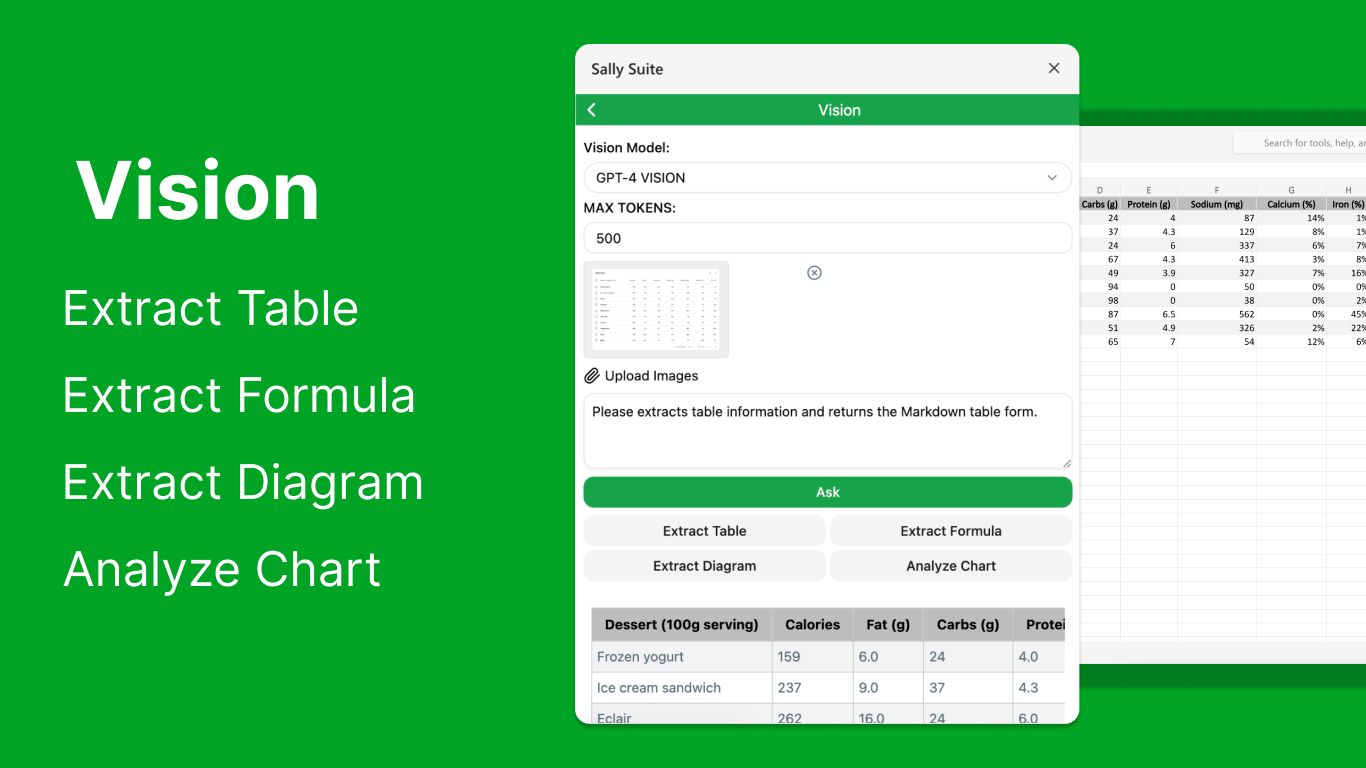 Vision
Extract Table
Extract Formula
Extract Diagram
Analyze Chart
Sally Suite
Vision
Vision Model:
GPT-4 VISION
MAX TOKENS:
500
Upload Images
Please extracts table information and returns the Markdown table form.
Ask
Extract Table Extract Formula
Extract Diagram Analyze Chart
Dessert (100g serving) Calories Fat (g) Carbs (g) Protei
Frozen yogurt 159 6.0 24 4.0
Ice cream sandwich 237 9.0 37 4.3
Eclair 262 16.0 24 6.0
Search for tools, help, an
D E F G H
Carbs (g) Protein (g) Sodium (mg) Calcium (%) Iron (%)
24 4 87 14% 1%
37 4.3 129 8% 1%
24 6 337 6% 7%
67 4.3 413 3% 8%
49 3.9 327 7% 16%
94 0 50 0% 0%
98 0 38 0% 2%
87 6.5 562 0% 45%
51 4.9 326 2% 22%
65 7 54 12% 6%